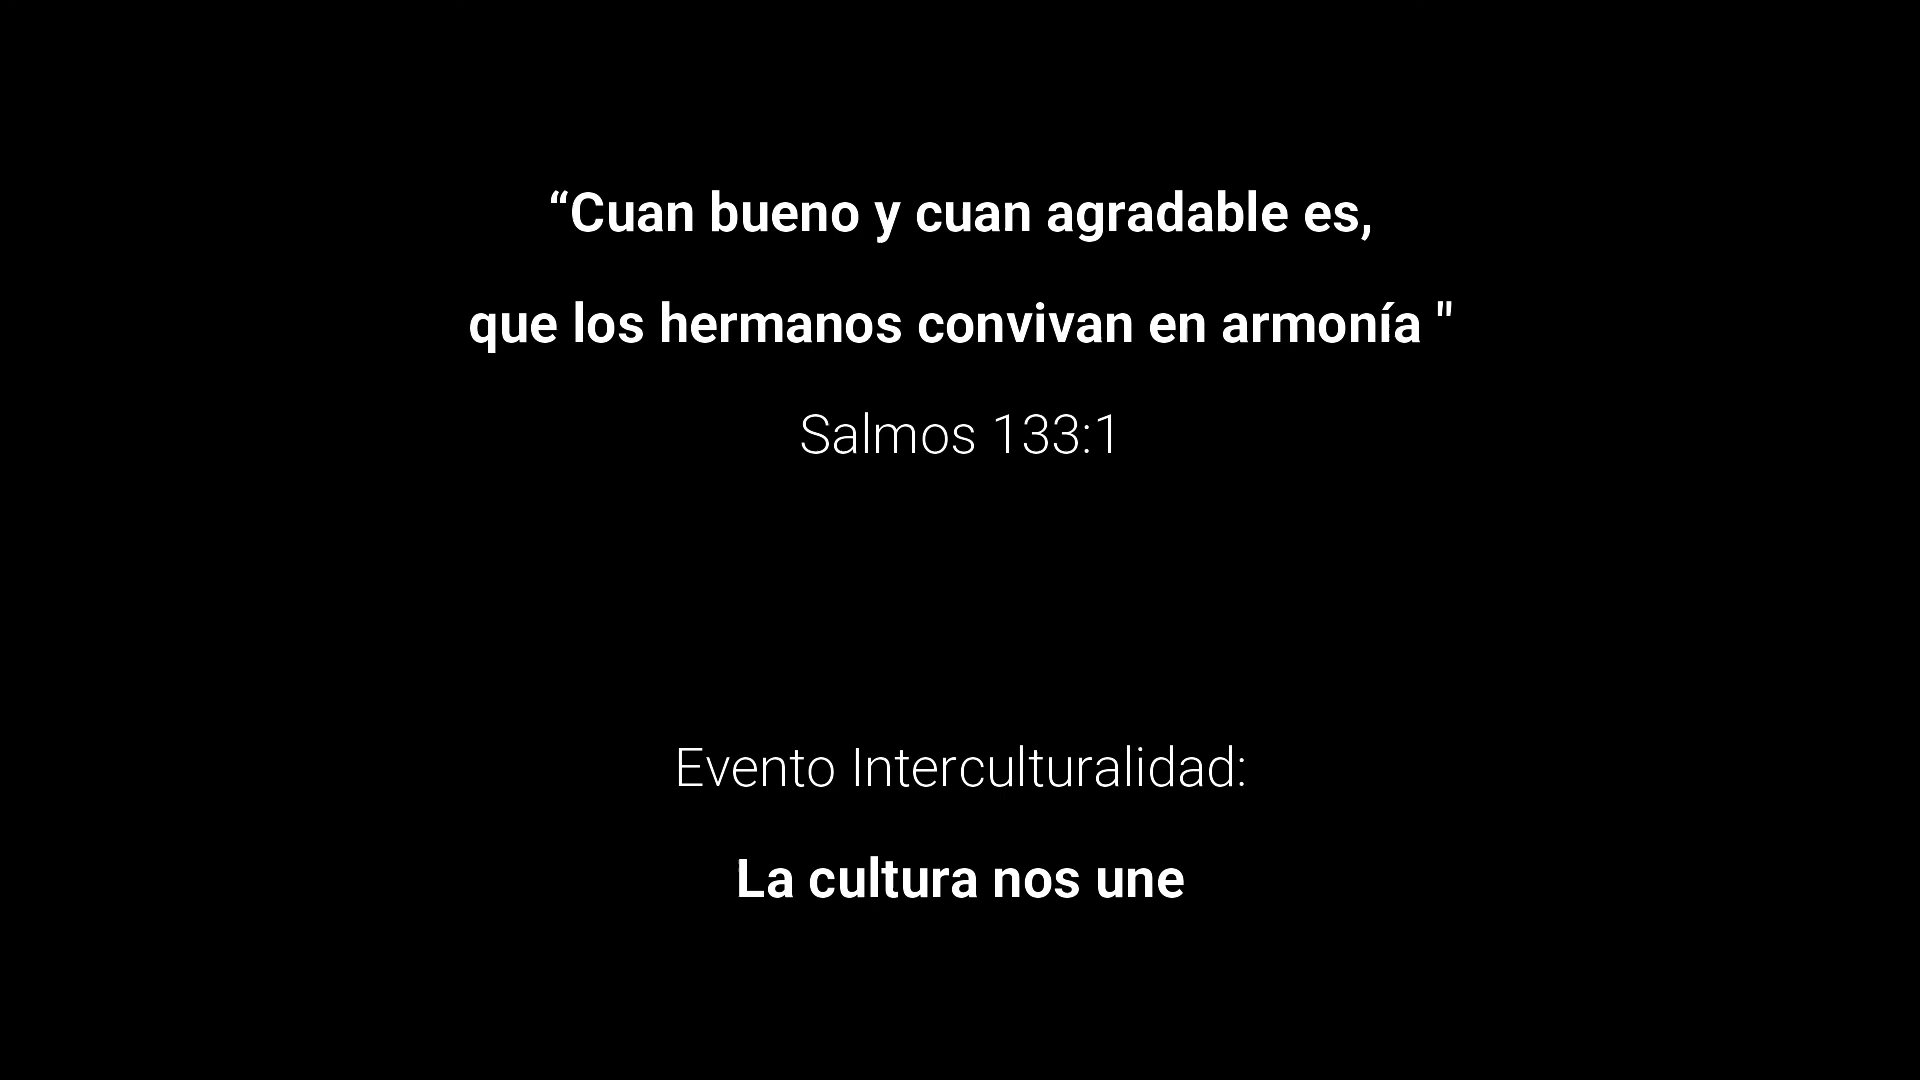 “Cuan bueno y cuan agradable es,
que los hermanos convivan en armonía "
Salmos 133:1
Evento Interculturalidad:
La cultura nos une